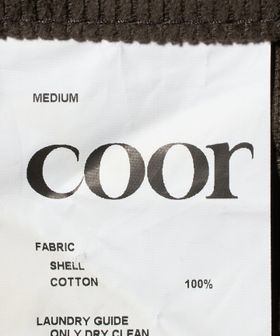 MEDIUM
coor
FABRIC
SHELL
COTTON 100%
LAUNDRY GUIDE
ONLY DRY CLEAN